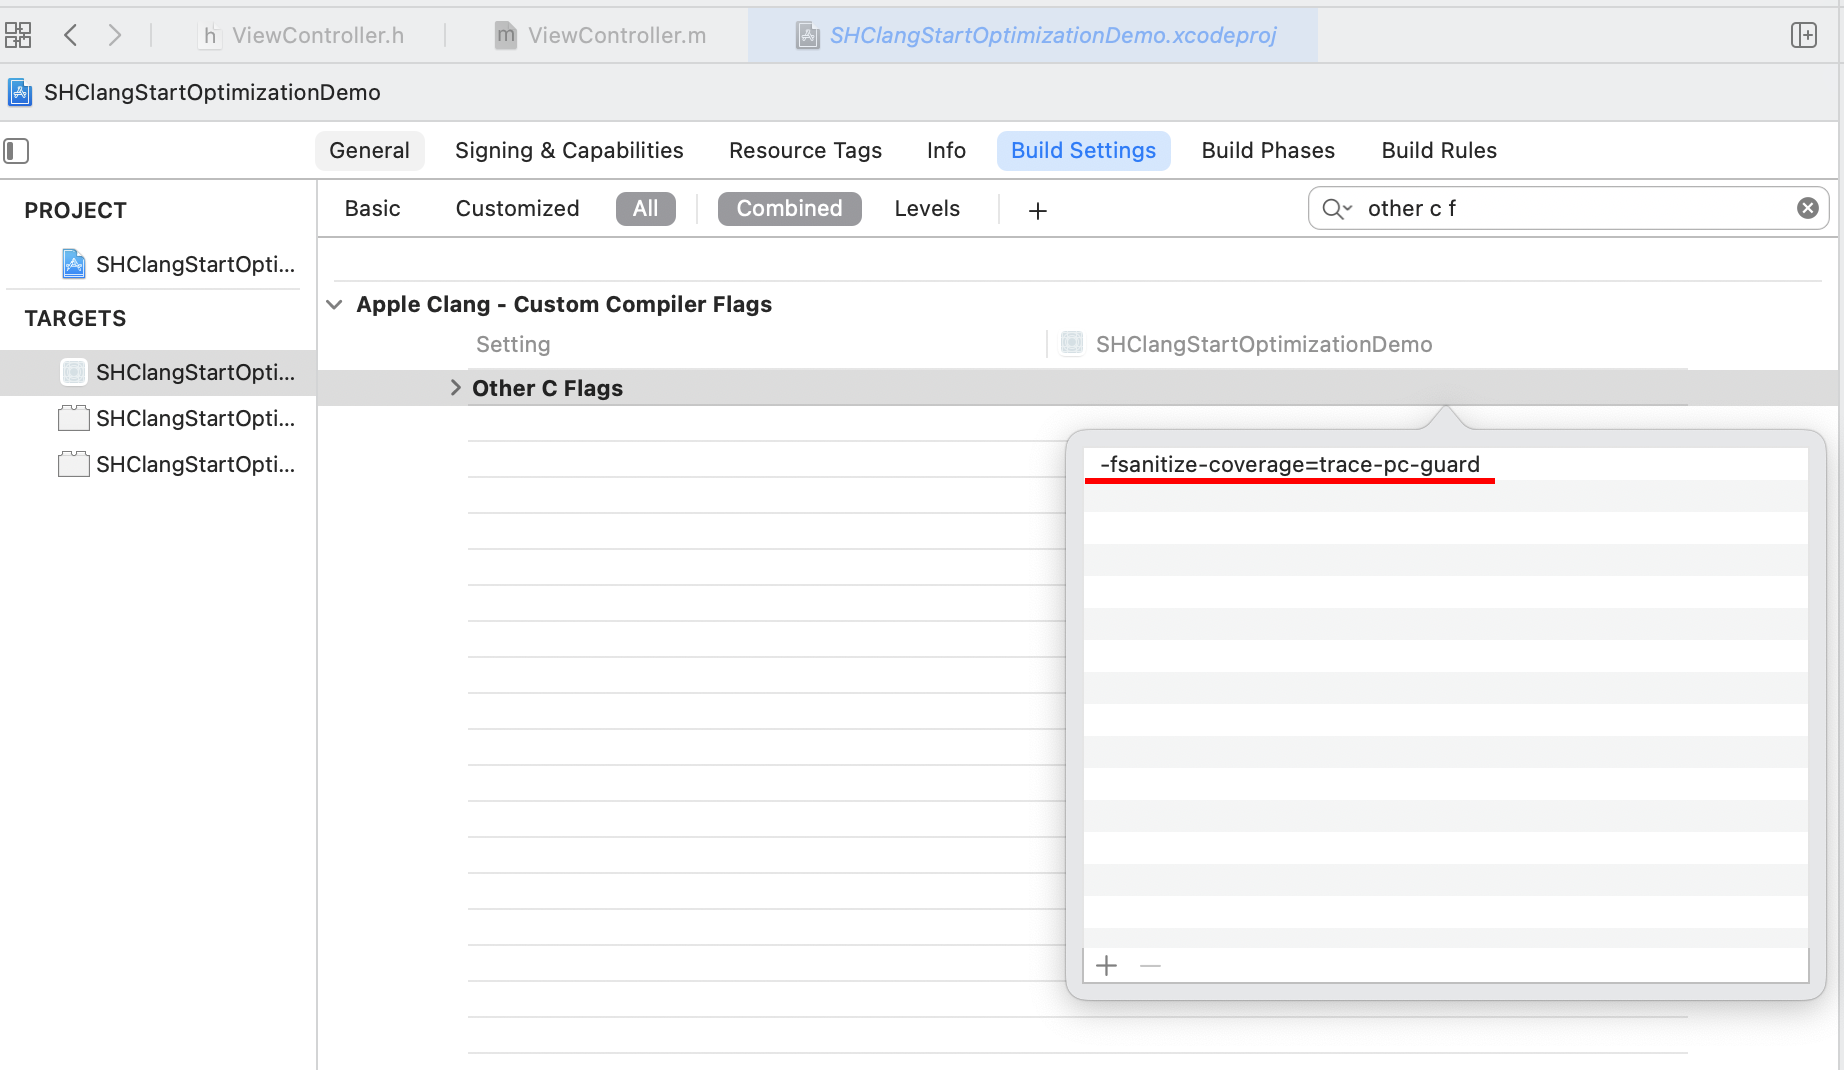 h ViewController.h
m ViewController.m
SHClangStartOptimizationDemo.xcodeproj
SHClangStartOptimizationDemo
General Signing & Capabilities Resource Tags Info Build Settings Build Phases Build Rules
PROJECT
SHClangStartOpti...
TARGETS
SHClangStartOpti...
SHClangStartOpti...
SHClangStartOpti...
Basic Customized All Combined Levels + other c f
Apple Clang - Custom Compiler Flags
Setting SHClangStartOptimizationDemo
Other C Flags
-fsanitize-coverage=trace-pc-guard